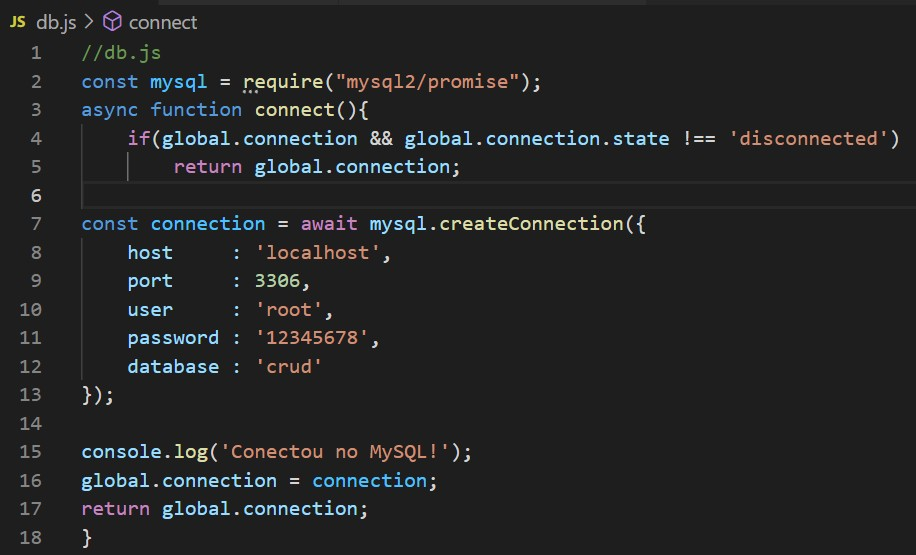 JS db.js > connect
1 //db.js
2 const mysql = require("mysql2/promise");
3 async function connect(){
4     if(global.connection && global.connection.state !== 'disconnected')
5         return global.connection;
6
7 const connection = await mysql.createConnection({
8     host     : 'localhost',
9     port     : 3306,
10     user     : 'root',
11     password : '12345678',
12     database : 'crud'
13 });
14
15 console.log('Conectou no MySQL!');
16 global.connection = connection;
17 return global.connection;
18 }